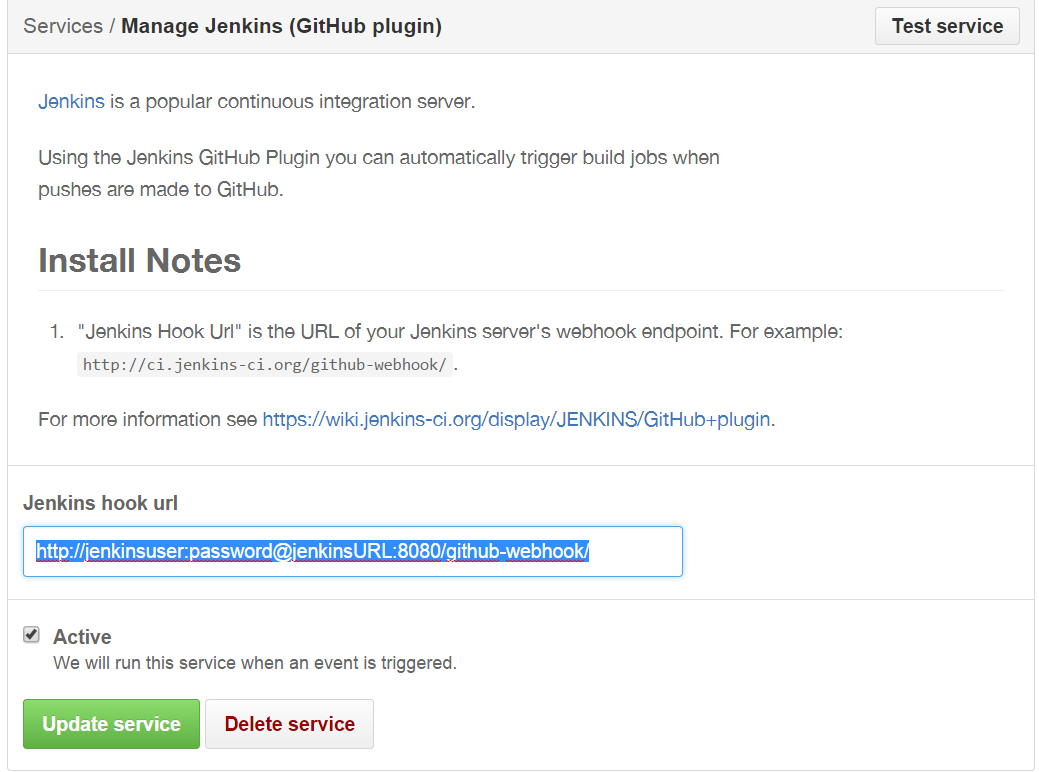 Services / Manage Jenkins (GitHub plugin)
Test service
Jenkins is a popular continuous integration server.
Using the Jenkins GitHub Plugin you can automatically trigger build jobs when
pushes are made to GitHub.
Install Notes
1. "Jenkins Hook Url" is the URL of your Jenkins server's webhook endpoint. For example:
http://ci.jenkins-ci.org/github-webhook/.
For more information see https://wiki.jenkins-ci.org/display/JENKINS/GitHub+plugin.
Jenkins hook url
http://jenkinsuser:password@jenkinsURL:8080/github-webhook/
Active
We will run this service when an event is triggered.
Update service
Delete service